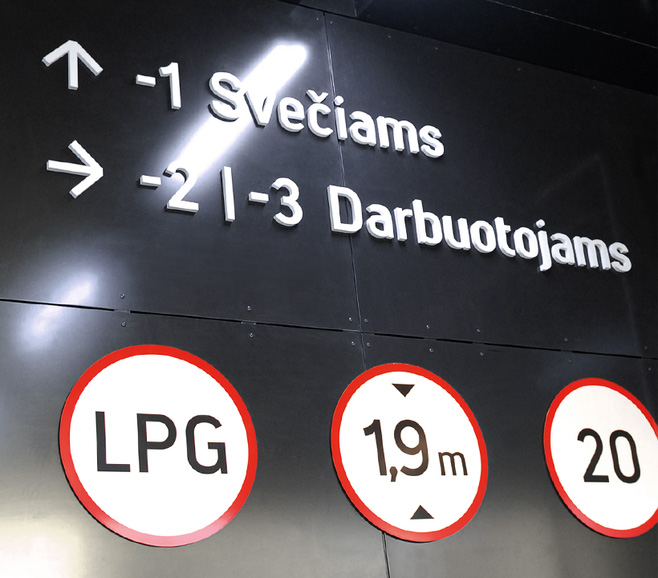 ↑ -1 Svečiams
→ -2 | -3 Darbuotojams
LPG
1,9 m
20